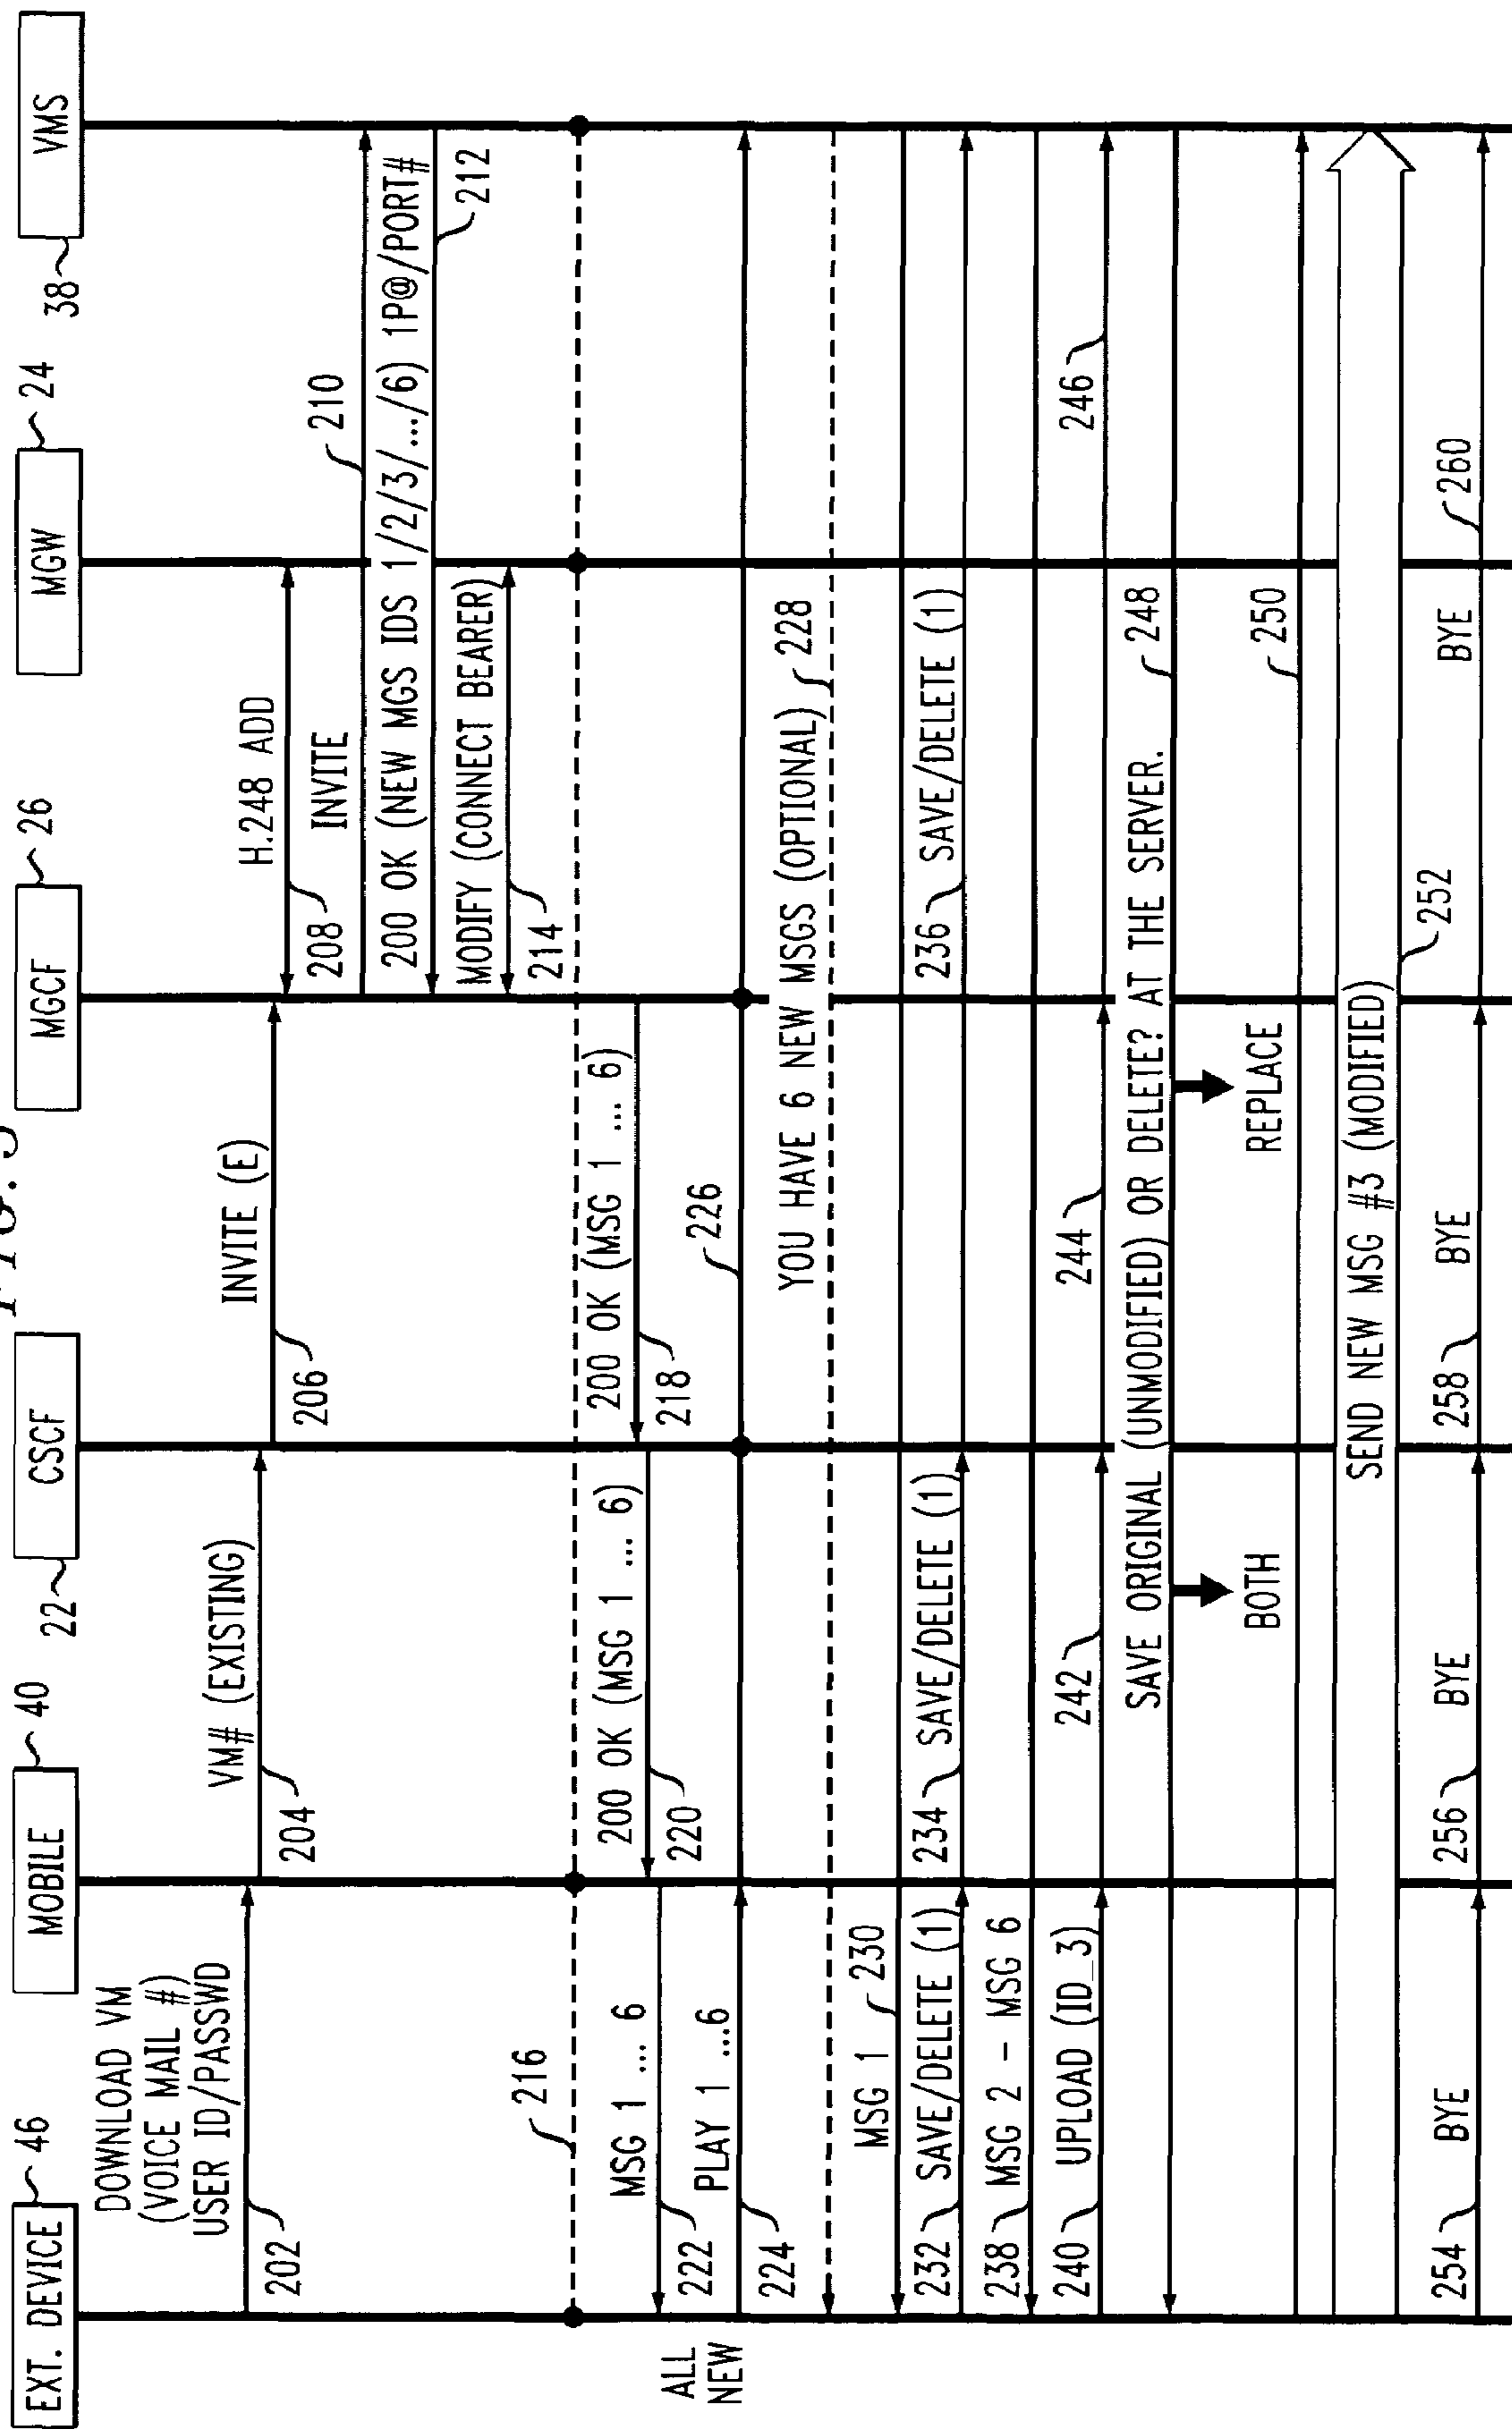 FIG. 3
EXT. DEVICE
46
MOBILE
40
CSCF
22
MGCF
26
MGW
24
VMS
38
DOWNLOAD VM
(VOICE MAIL #)
USER ID/PASSWD
202
VM# (EXISTING)
204
INVITE (E)
206
H.248 ADD
208
INVITE
210
200 OK (NEW MGS IDS 1/2/3/.../6) 1P@/PORT#
212
MODIFY (CONNECT BEARER)
214
216
200 OK (MSG 1 ... 6)
218
200 OK (MSG 1 ... 6)
220
MSG 1 ... 6
222
ALL
NEW
PLAY 1 ...6
224
226
YOU HAVE 6 NEW MSGS (OPTIONAL)
228
MSG 1
230
232
SAVE/DELETE (1)
234
SAVE/DELETE (1)
236
SAVE/DELETE (1)
238
MSG 2 - MSG 6
240
UPLOAD (ID_3)
242
244
246
SAVE ORIGINAL (UNMODIFIED) OR DELETE? AT THE SERVER.
248
BOTH
REPLACE
250
SEND NEW MSG #3 (MODIFIED)
252
254
BYE
256
BYE
258
BYE
BYE
260